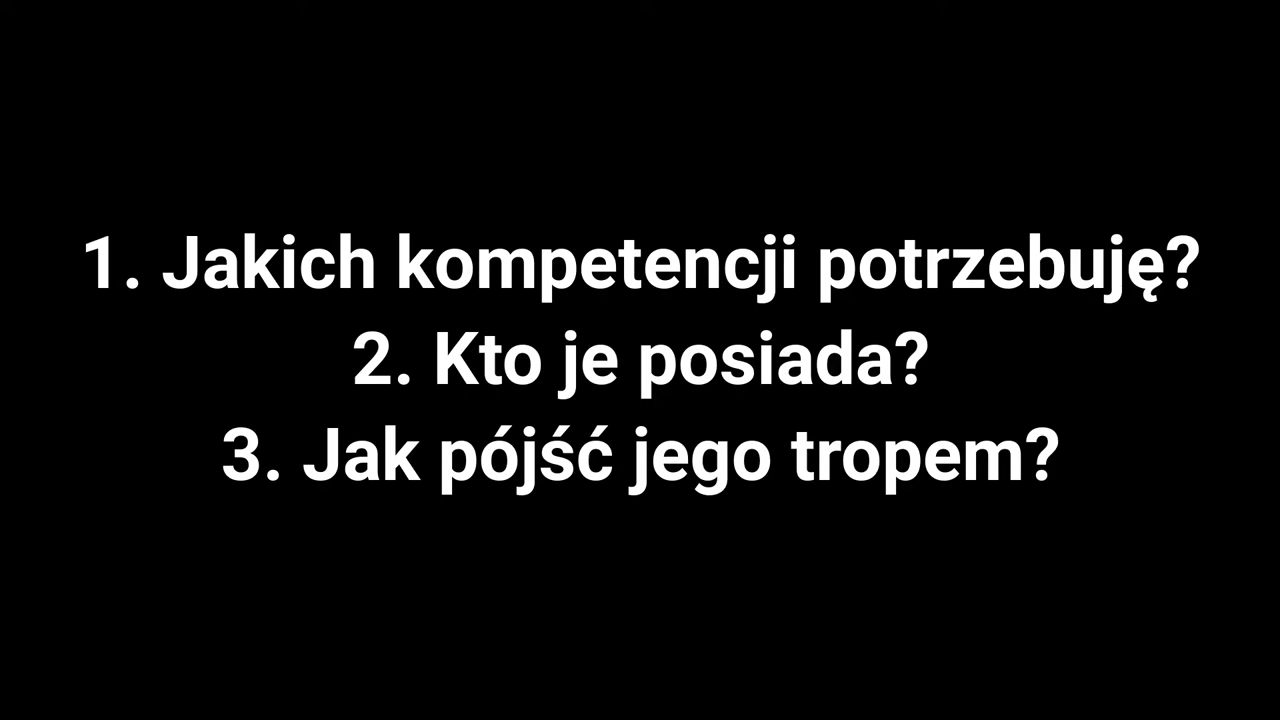 1. Jakich kompetencji potrzebuję?
2. Kto je posiada?
3. Jak pójść jego tropem?